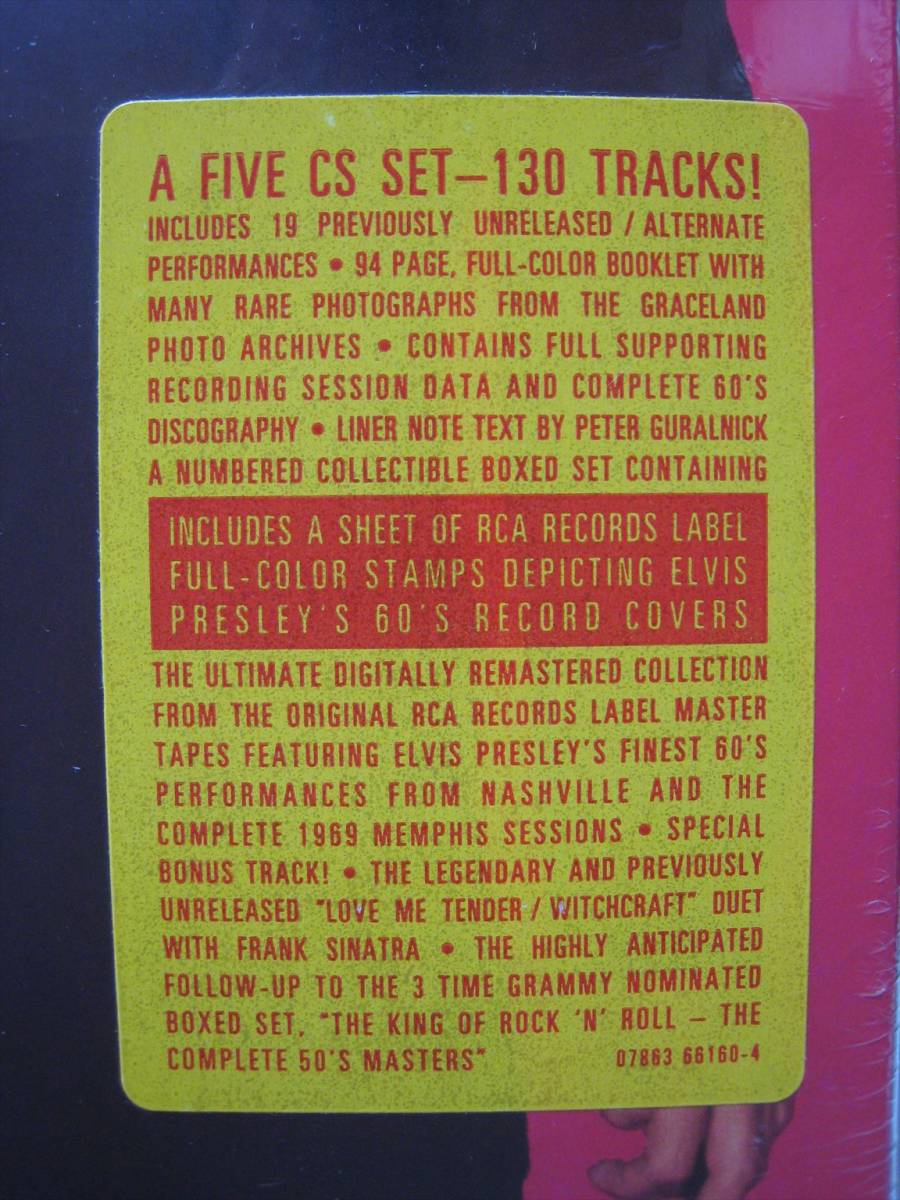 A FIVE CS SET—130 TRACKS!
INCLUDES 19 PREVIOUSLY UNRELEASED / ALTERNATE
PERFORMANCES • 94 PAGE, FULL-COLOR BOOKLET WITH
MANY RARE PHOTOGRAPHS FROM THE GRACELAND
PHOTO ARCHIVES • CONTAINS FULL SUPPORTING
RECORDING SESSION DATA AND COMPLETE 60'S
DISCOGRAPHY • LINER NOTE TEXT BY PETER GURALNICK
A NUMBERED COLLECTIBLE BOXED SET CONTAINING
INCLUDES A SHEET OF RCA RECORDS LABEL
FULL-COLOR STAMPS DEPICTING ELVIS
PRESLEY'S 60'S RECORD COVERS
THE ULTIMATE DIGITALLY REMASTERED COLLECTION
FROM THE ORIGINAL RCA RECORDS LABEL MASTER
TAPES FEATURING ELVIS PRESLEY'S FINEST 60'S
PERFORMANCES FROM NASHVILLE AND THE
COMPLETE 1969 MEMPHIS SESSIONS • SPECIAL
BONUS TRACK! • THE LEGENDARY AND PREVIOUSLY
UNRELEASED "LOVE ME TENDER / WITCHCRAFT" DUET
WITH FRANK SINATRA • THE HIGHLY ANTICIPATED
FOLLOW-UP TO THE 3 TIME GRAMMY NOMINATED
BOXED SET, "THE KING OF ROCK 'N' ROLL – THE
COMPLETE 50'S MASTERS" 07863 66160-4